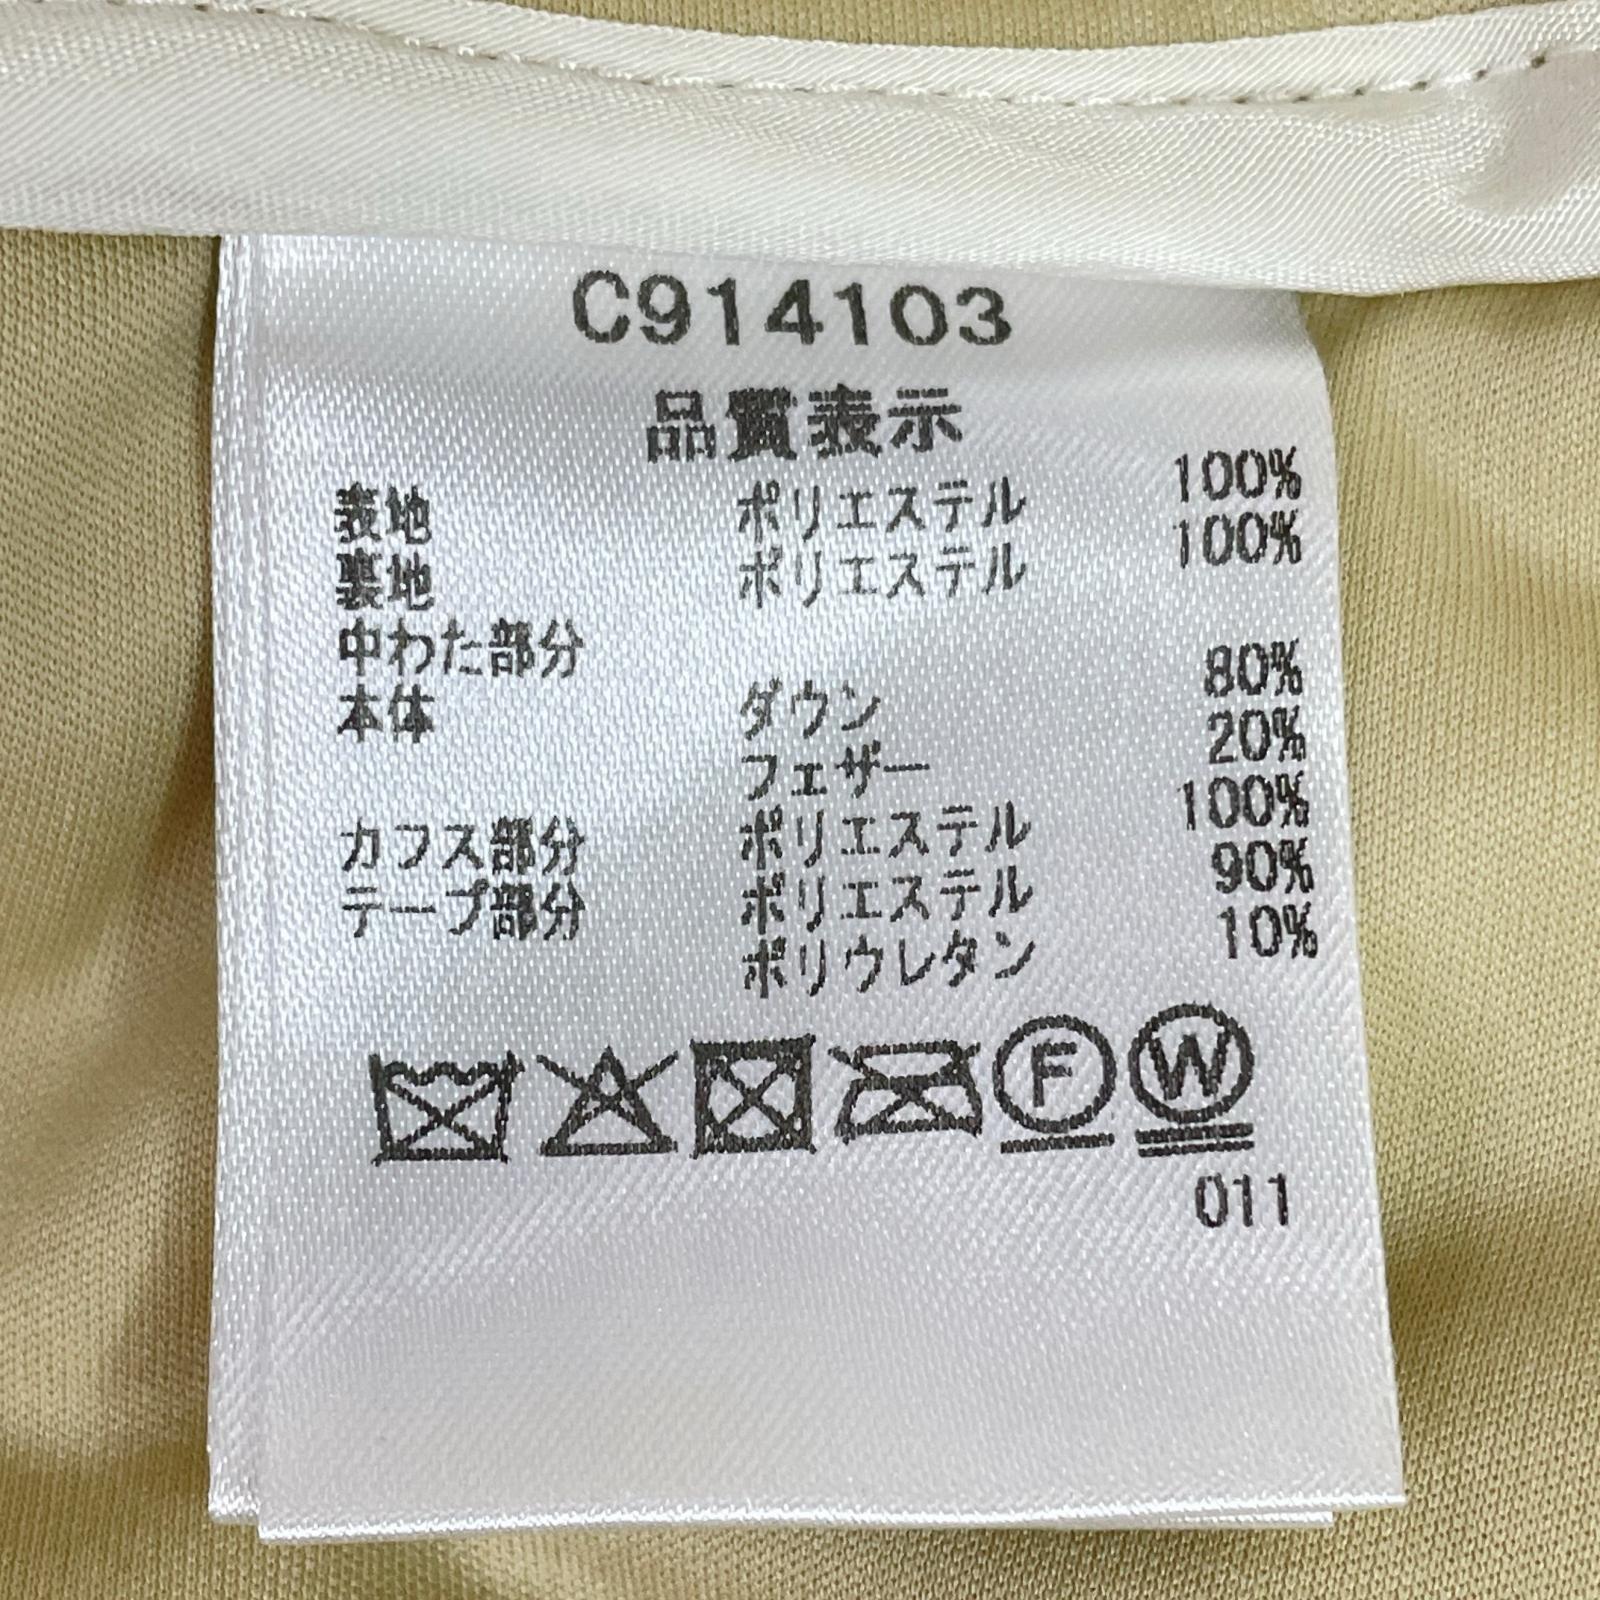 C914103
品質表示
表地 ポリエステル 100%
裏地 ポリエステル 100%
中わた部分
本体 ダウン 80%
フェザー 20%
カフス部分 ポリエステル 100%
テープ部分 ポリエステル 90%
ポリウレタン 10%
F W
011